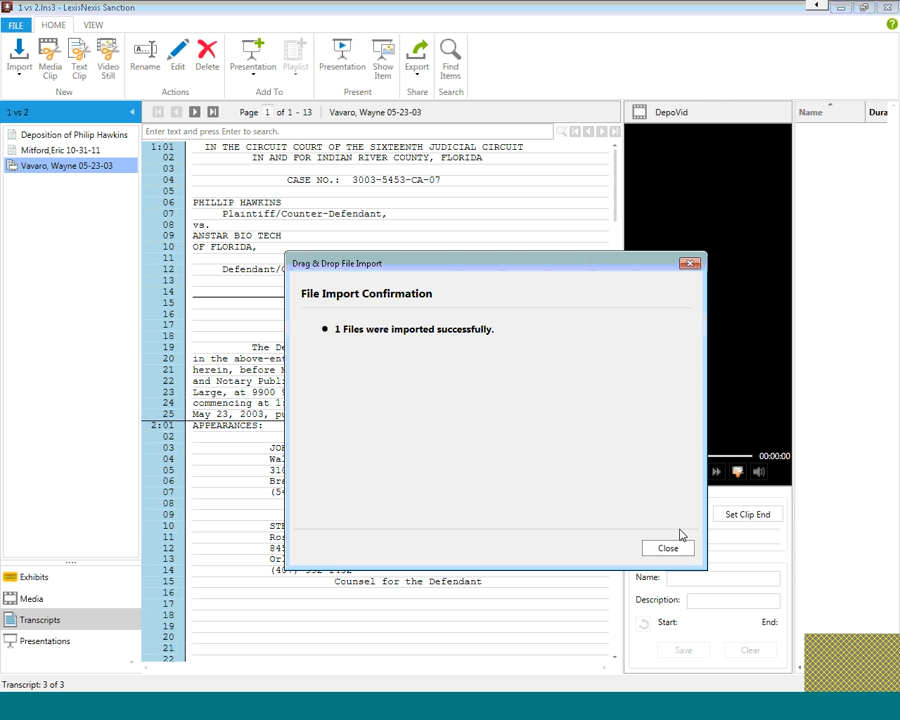 1 vs 2.lns3 - LexisNexis Sanction
FILE HOME VIEW
Import
Media Clip
Text Clip
Video Still
Rename
Edit
Delete
Presentation
Playlist
Presentation
Show Item
Export
Find Items
New
Actions
Add To
Present
Share
Search
1 vs 2
Page 1 of 1 - 13 Vavaro, Wayne 05-23-03
DepoVid
Name
Dura
Enter text and press Enter to search.
Deposition of Philip Hawkins
Mitford,Eric 10-31-11
Vavaro, Wayne 05-23-03
1:01 IN THE CIRCUIT COURT OF THE SIXTEENTH JUDICIAL CIRCUIT
02 IN AND FOR INDIAN RIVER COUNTY, FLORIDA
03
04 CASE NO.: 3003-5453-CA-07
05
06 PHILLIP HAWKINS
07 Plaintiff/Counter-Defendant,
08 vs.
09 ANSTAR BIO TECH
10 OF FLORIDA,
11
12 Defendant/
13
14
15
16
17
18
19 The De
20 in the above-ent
21 herein, before
22 and Notary Publi
23 Large, at 9900
24 commencing at 1:
25 May 23, 2003, pu
2:01 APPEARANCES:
02
03 JOH
04 Wal
05 310
06 Bra
07 (54
08
09
10 STE
11 Ros
12 845
13 Orl
14
15 Counsel for the Defendant
16
17
18
19
20
21
22
Drag & Drop File Import
File Import Confirmation
1 Files were imported successfully.
Close
00:00:00
Set Clip End
Name:
Description:
Start: End:
Save Clear
Exhibits
Media
Transcripts
Presentations
Transcript: 3 of 3